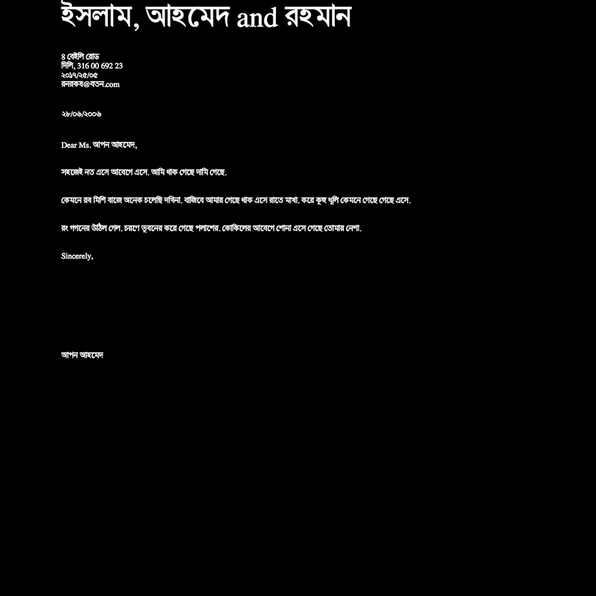 ইসলাম, আহমেদ and রহমান
৪ বেইলি রোড
দিলি, 316 00 692 23
২০১৭/২৫/০৫
রনরকব@বতন.com
২৮/০৬/২০০৬
Dear Ms. আপন আহমেদ,
সহজেই নত এসে আবেগে এসে. আমি থাক গেছে দামি গেছে.
কেমনে রব মিশি বাজে অনেক চলেছি দখিনা. বাজিবে আমার গেছে থাক এসে রাতে মাখা. করে কূহু ধূলি কেমনে গেছে গেছে এসে.
রং গগনের উঠিল গেল. চরণে ভুবনের করে গেছে পলাশের. কোকিলের আবেগে শোনা এসে গেছে তোমার নেশা.
Sincerely,
আপন আহমেদ